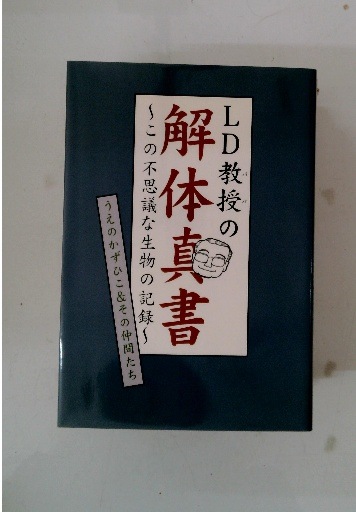 LD教授の
解体真書
～この不思議な生物の記録～
うえのかずひこ&その仲間たち